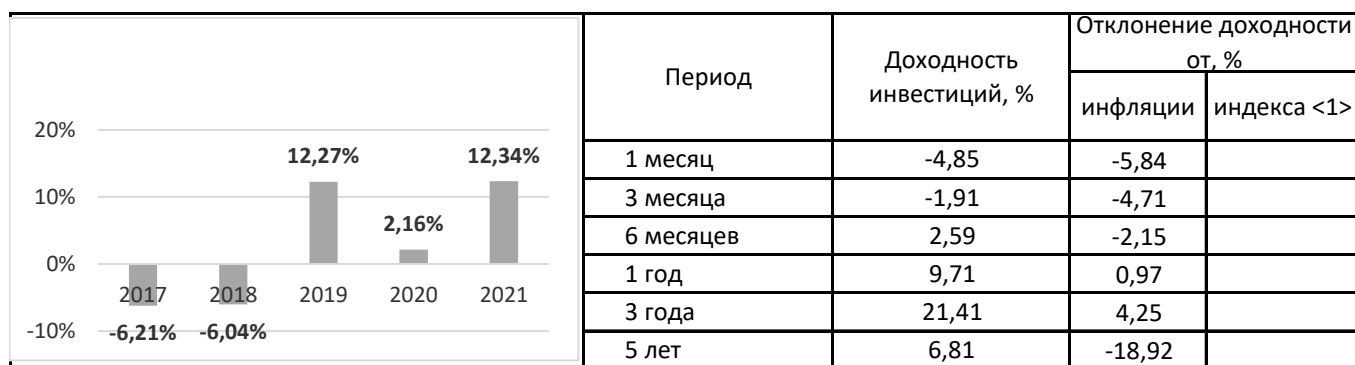 20%
10%
0%
-10%
12,27%
12,34%
2,16%
2017 2018 2019 2020 2021
-6,21% -6,04%
Период
Доходность
инвестиций, %
Отклонение доходности
от, %
инфляции индекса <1>
1 месяц -4,85 -5,84
3 месяца -1,91 -4,71
6 месяцев 2,59 -2,15
1 год 9,71 0,97
3 года 21,41 4,25
5 лет 6,81 -18,92